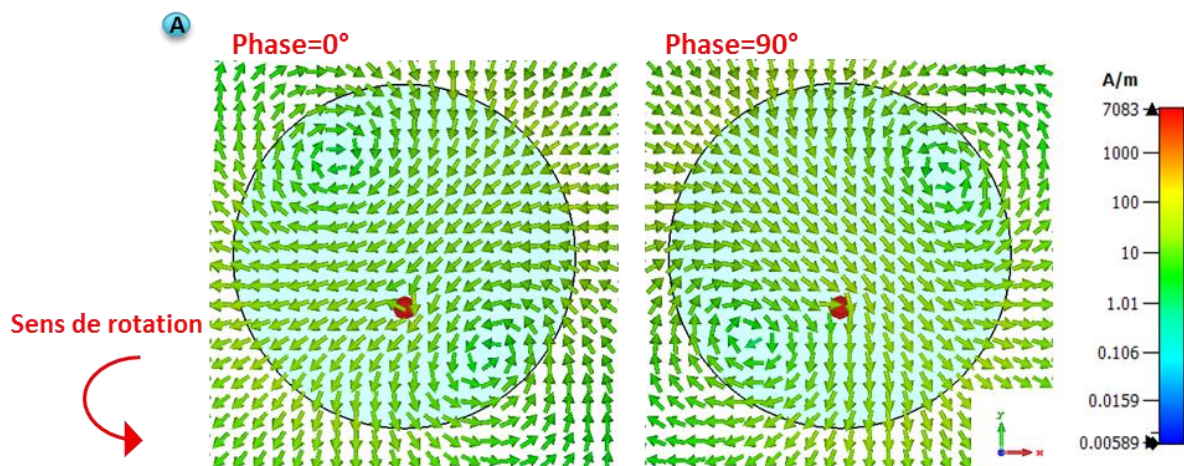 A
Phase=0°
Phase=90°
A/m
7083
1000
100
10
1.01
0.106
0.0159
0.00589
Sens de rotation
y
x